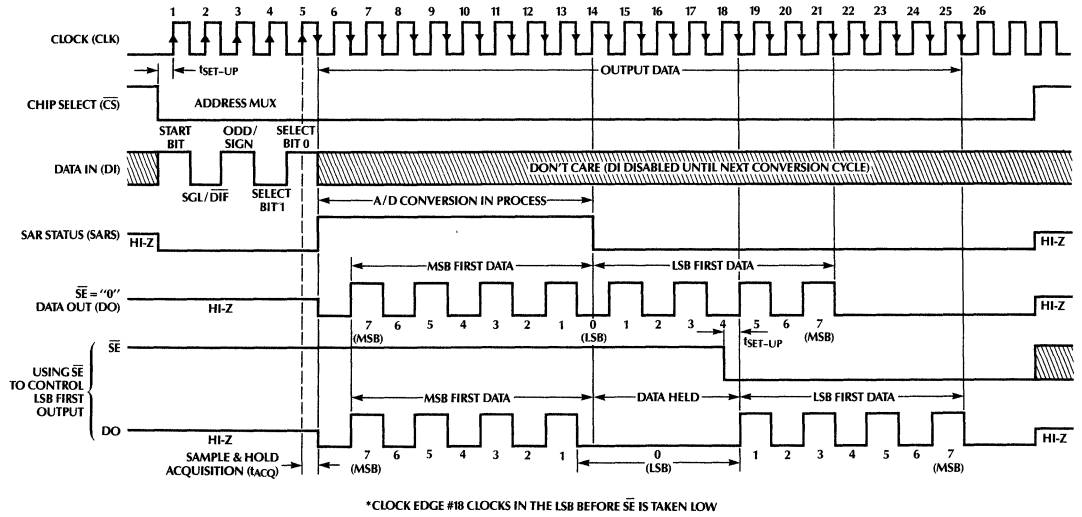 1 2 3 4 5 6 7 8 9 10 11 12 13 14 15 16 17 18 19 20 21 22 23 24 25 26
CLOCK (CLK)
tSET-UP
OUTPUT DATA
CHIP SELECT (C̅S̅)
ADDRESS MUX
START BIT
ODD/ SIGN
SELECT BIT 0
DATA IN (DI)
DON'T CARE (DI DISABLED UNTIL NEXT CONVERSION CYCLE)
SGL/D̅I̅F̅
SELECT BIT 1
A/D CONVERSION IN PROCESS
SAR STATUS (SARS)
HI-Z
HI-Z
MSB FIRST DATA
LSB FIRST DATA
S̅E̅ = "0"
DATA OUT (DO)
HI-Z
HI-Z
7 6 5 4 3 2 1 0 1 2 3 4 5 6 7
(MSB) (LSB) (MSB)
tSET-UP
S̅E̅
USING S̅E̅
TO CONTROL
LSB FIRST
OUTPUT
MSB FIRST DATA
DATA HELD
LSB FIRST DATA
DO
HI-Z
HI-Z
SAMPLE & HOLD
ACQUISITION (tACQ)
7 6 5 4 3 2 1 0 1 2 3 4 5 6 7
(MSB) (LSB) (MSB)
*CLOCK EDGE #18 CLOCKS IN THE LSB BEFORE S̅E̅ IS TAKEN LOW